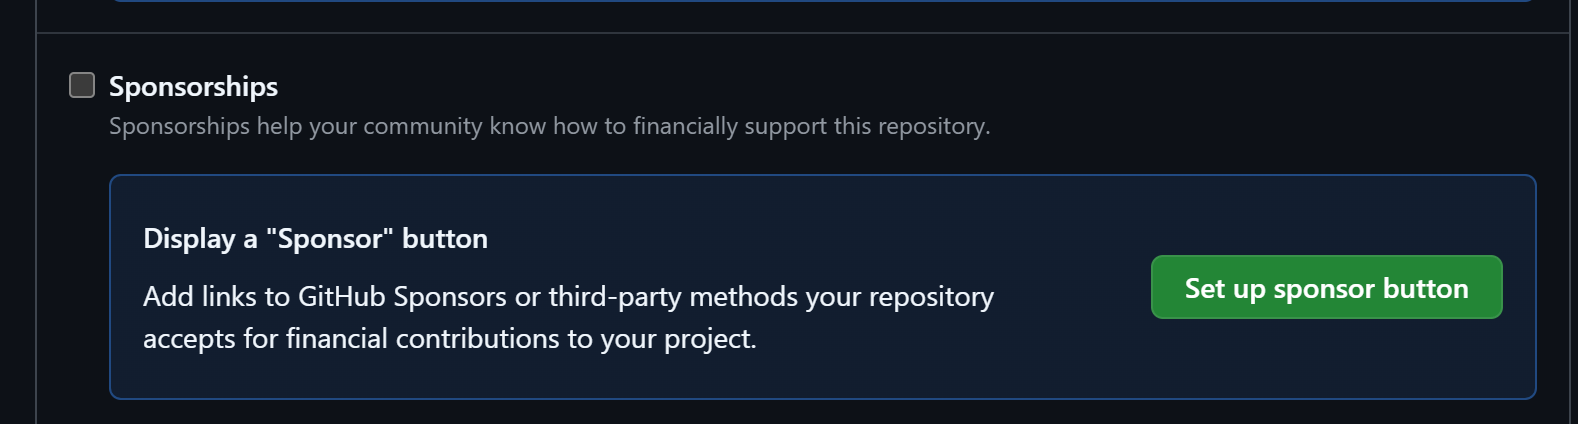 Sponsorships
Sponsorships help your community know how to financially support this repository.
Display a "Sponsor" button
Add links to GitHub Sponsors or third-party methods your repository
accepts for financial contributions to your project.
Set up sponsor button